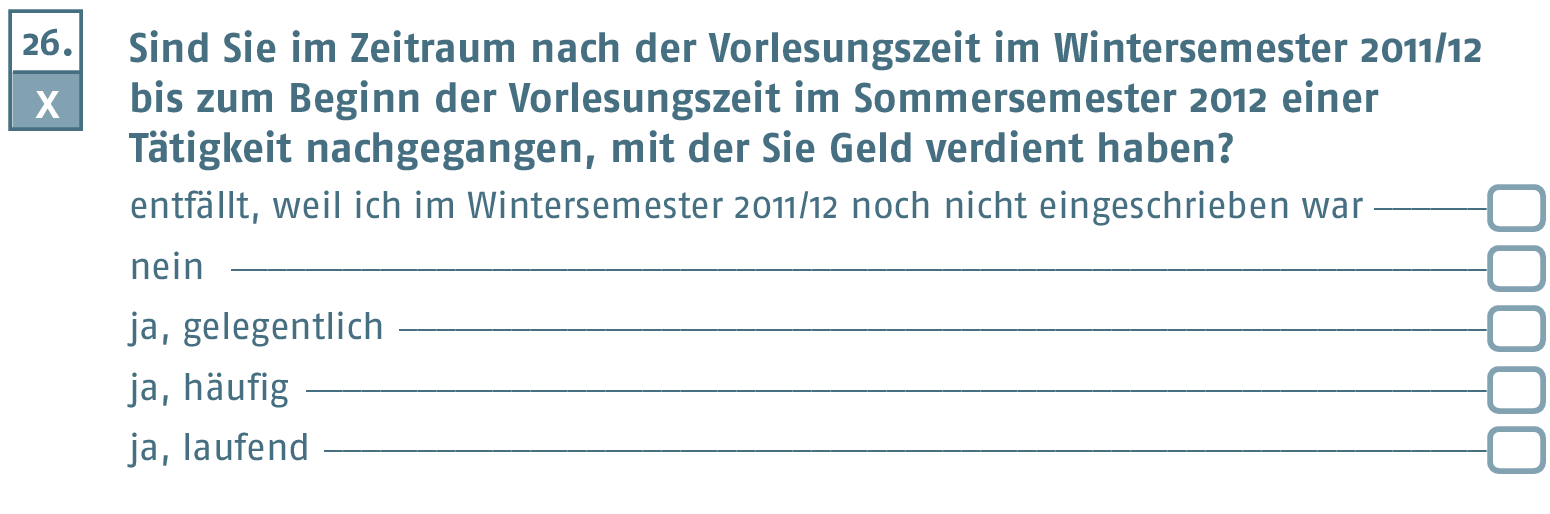 26.
X
Sind Sie im Zeitraum nach der Vorlesungszeit im Wintersemester 2011/12
bis zum Beginn der Vorlesungszeit im Sommersemester 2012 einer
Tätigkeit nachgegangen, mit der Sie Geld verdient haben?
entfällt, weil ich im Wintersemester 2011/12 noch nicht eingeschrieben war
nein
ja, gelegentlich
ja, häufig
ja, laufend